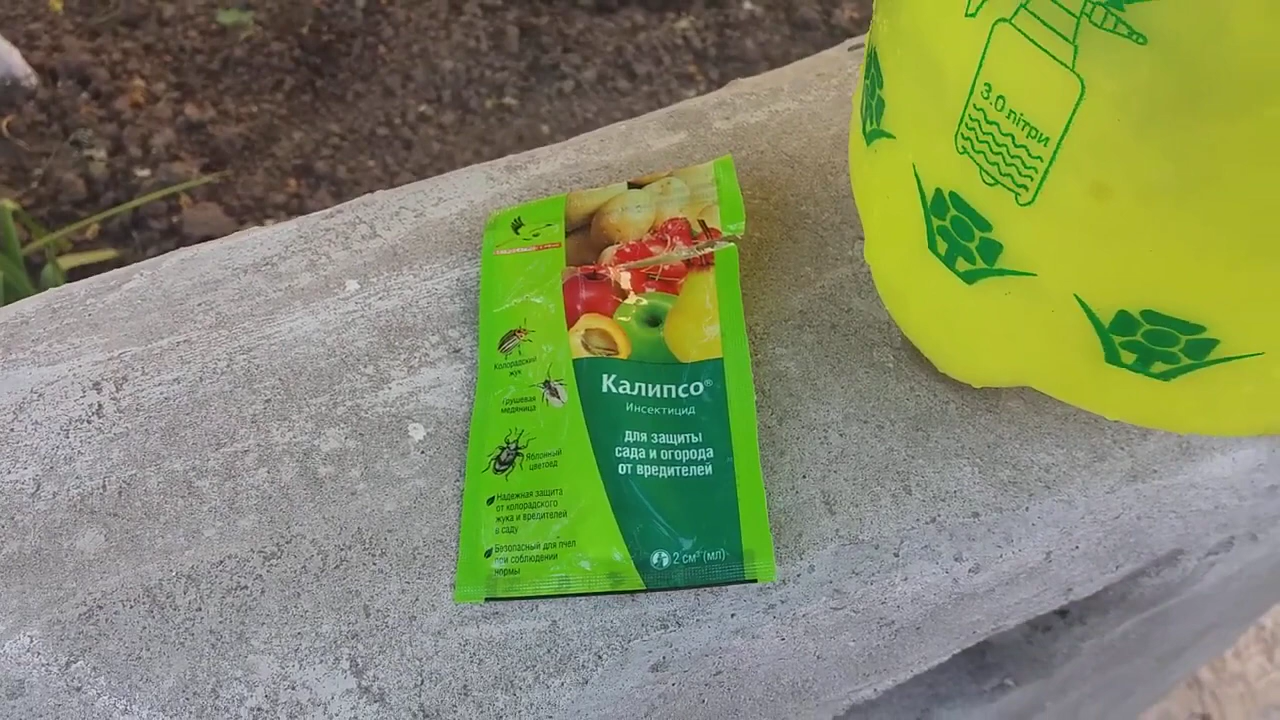 Колорадский
жук
Грушевая
медяница
Яблонный
цветоед
Надежная защита
от колорадского
жука и вредителей
в саду
Безопасный для пчел
при соблюдении
нормы
Калипсо®
Инсектицид
для защиты
сада и огорода
от вредителей
2 см³ (мл)
3.0 літри